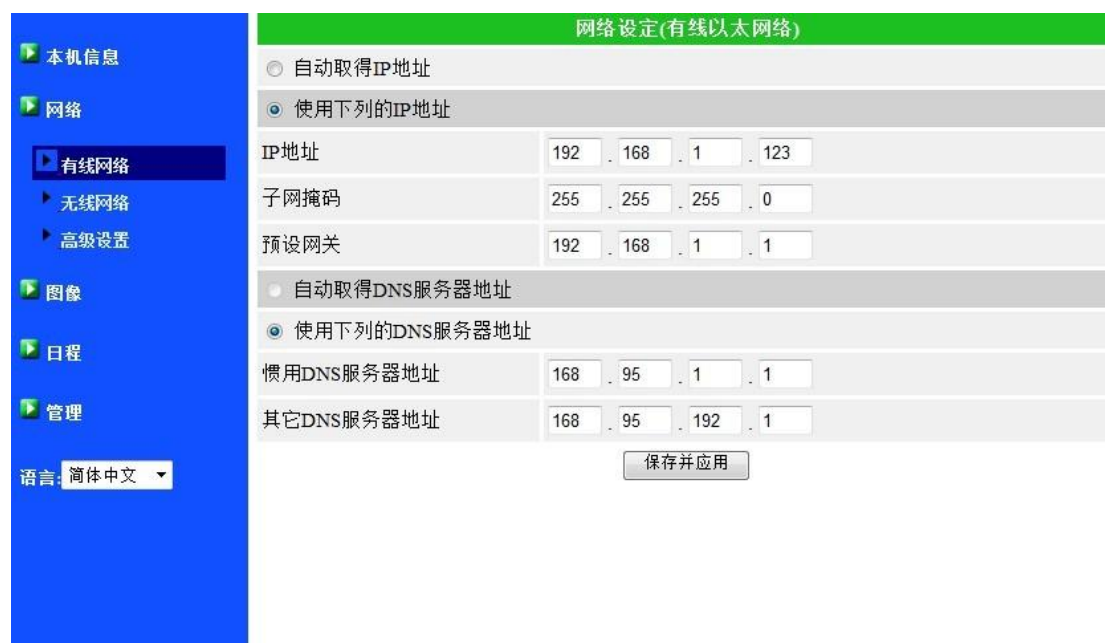 本机信息
网络
有线网络
无线网络
高级设置
图像
日程
管理
语言: 简体中文
网络设定(有线以太网络)
自动取得IP地址
使用下列的IP地址
IP地址 192 . 168 . 1 . 123
子网掩码 255 . 255 . 255 . 0
预设网关 192 . 168 . 1 . 1
自动取得DNS服务器地址
使用下列的DNS服务器地址
惯用DNS服务器地址 168 . 95 . 1 . 1
其它DNS服务器地址 168 . 95 . 192 . 1
保存并应用